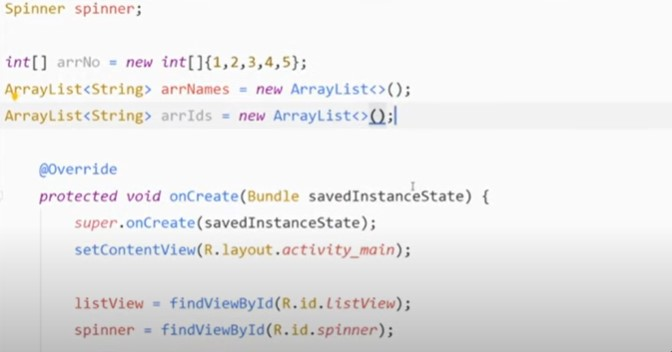 Spinner spinner;
int[] arrNo = new int[]{1,2,3,4,5};
ArrayList<String> arrNames = new ArrayList<>();
ArrayList<String> arrIds = new ArrayList<>();
@Override
protected void onCreate(Bundle savedInstanceState) {
super.onCreate(savedInstanceState);
setContentView(R.layout.activity_main);
listView = findViewById(R.id.listView);
spinner = findViewById(R.id.spinner);